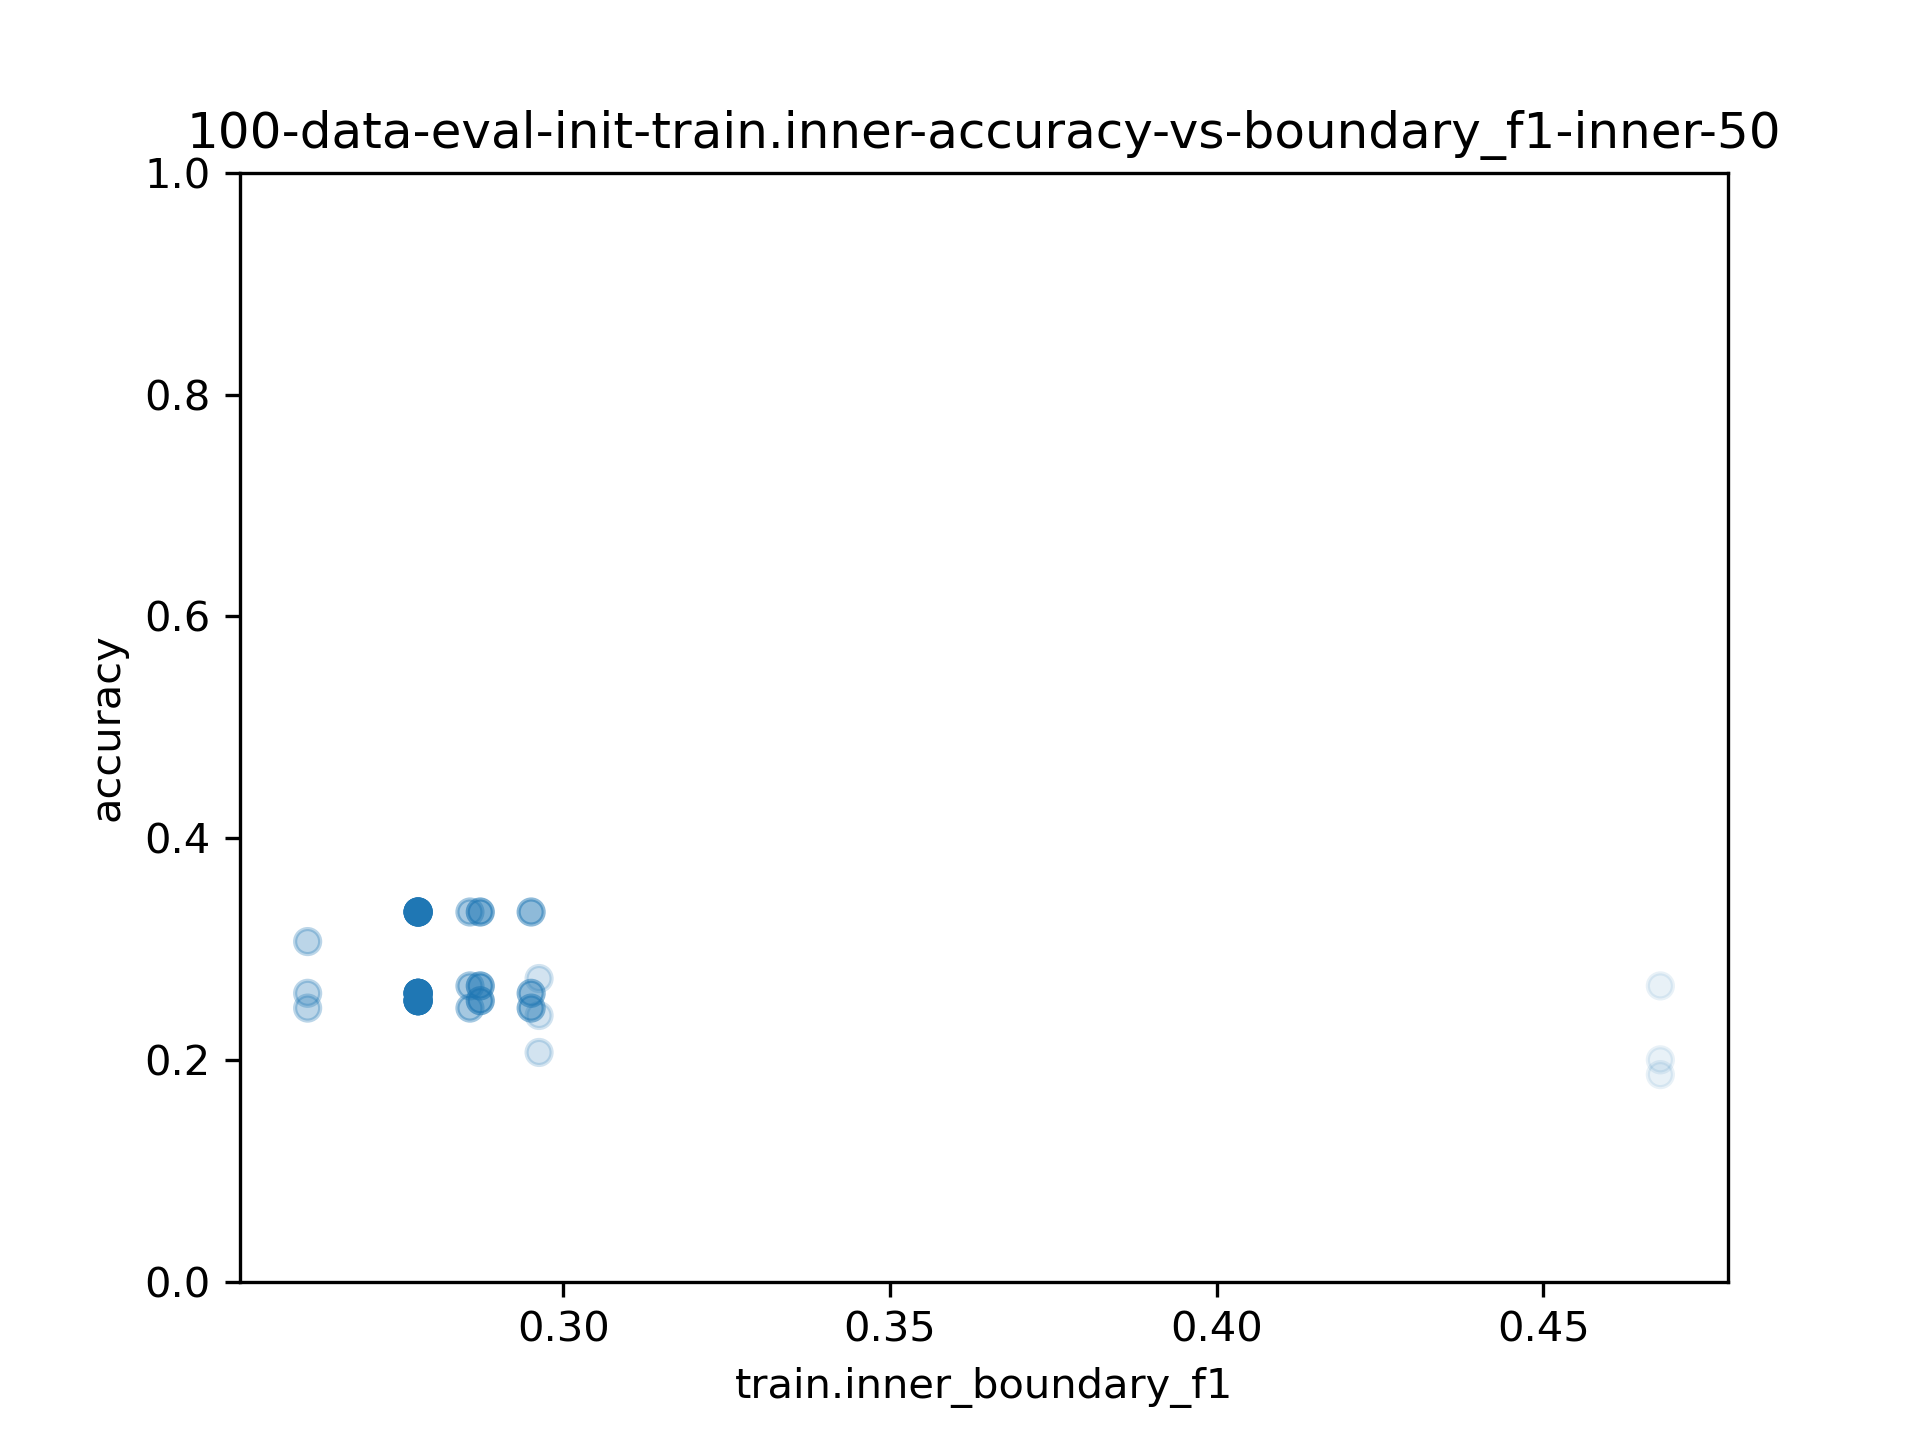 100-data-eval-init-train.inner-accuracy-vs-boundary_f1-inner-50
1.0
0.8
0.6
0.4
0.2
0.0
accuracy
0.30 0.35 0.40 0.45
train.inner_boundary_f1